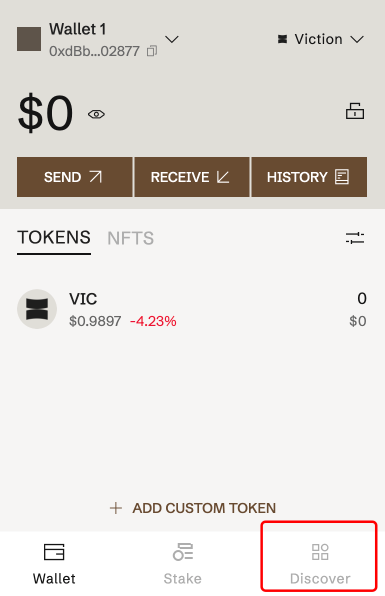 Wallet 1
0xdBb...02877
Viction
$0
SEND
RECEIVE
HISTORY
TOKENS
NFTS
VIC
0
$0.9897 -4.23%
$0
ADD CUSTOM TOKEN
Wallet
Stake
Discover